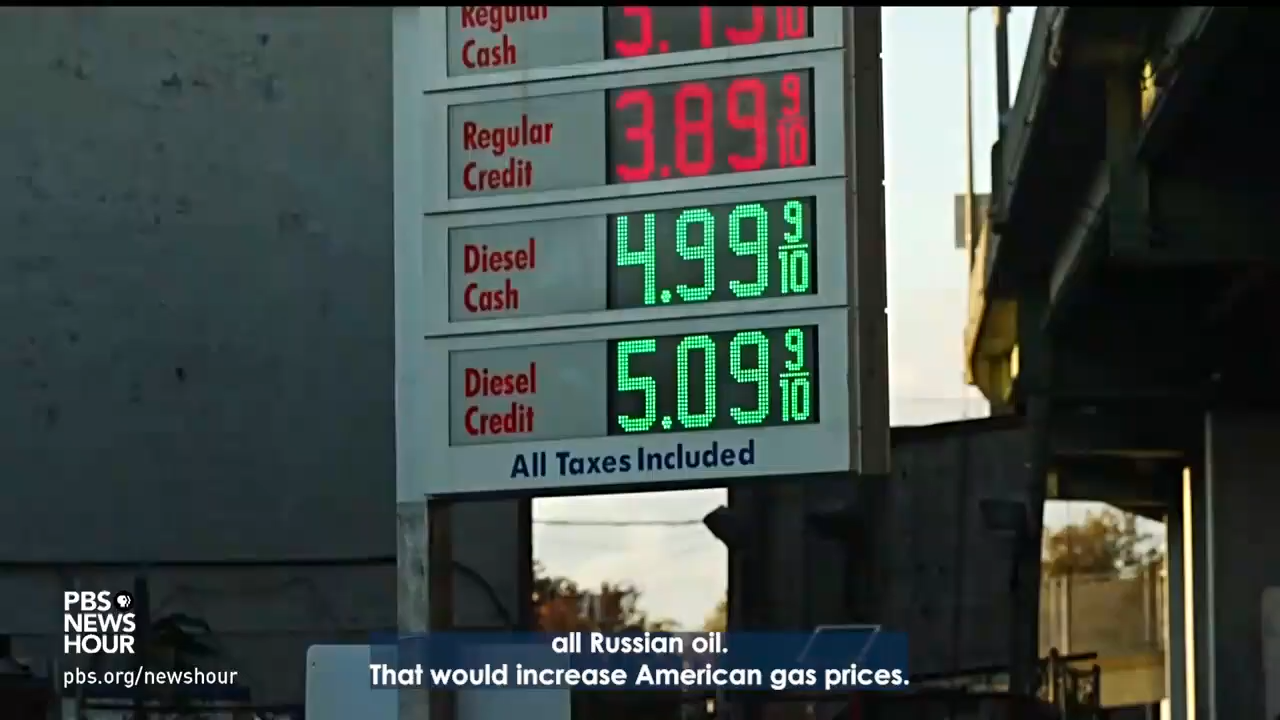 Regular
Cash
Regular
Credit
3.89 9/10
Diesel
Cash
4.99 9/10
Diesel
Credit
5.09 9/10
All Taxes Included
PBS
NEWS
HOUR
pbs.org/newshour
all Russian oil.
That would increase American gas prices.